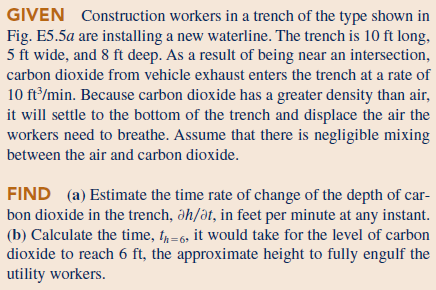 GIVEN Construction workers in a trench of the type shown in
Fig. E5.5a are installing a new waterline. The trench is 10 ft long,
5 ft wide, and 8 ft deep. As a result of being near an intersection,
carbon dioxide from vehicle exhaust enters the trench at a rate of
10 ft³/min. Because carbon dioxide has a greater density than air,
it will settle to the bottom of the trench and displace the air the
workers need to breathe. Assume that there is negligible mixing
between the air and carbon dioxide.
FIND (a) Estimate the time rate of change of the depth of car-
bon dioxide in the trench, ∂h/∂t, in feet per minute at any instant.
(b) Calculate the time, tₕ₌₆, it would take for the level of carbon
dioxide to reach 6 ft, the approximate height to fully engulf the
utility workers.